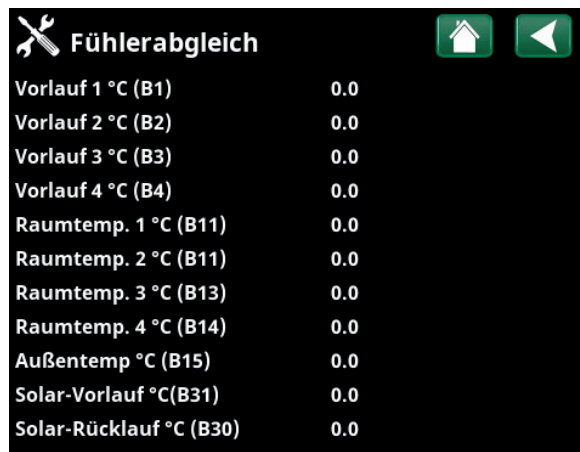 Fühlerabgleich
Vorlauf 1 °C (B1) 0.0
Vorlauf 2 °C (B2) 0.0
Vorlauf 3 °C (B3) 0.0
Vorlauf 4 °C (B4) 0.0
Raumtemp. 1 °C (B11) 0.0
Raumtemp. 2 °C (B11) 0.0
Raumtemp. 3 °C (B13) 0.0
Raumtemp. 4 °C (B14) 0.0
Außentemp °C (B15) 0.0
Solar-Vorlauf °C(B31) 0.0
Solar-Rücklauf °C (B30) 0.0